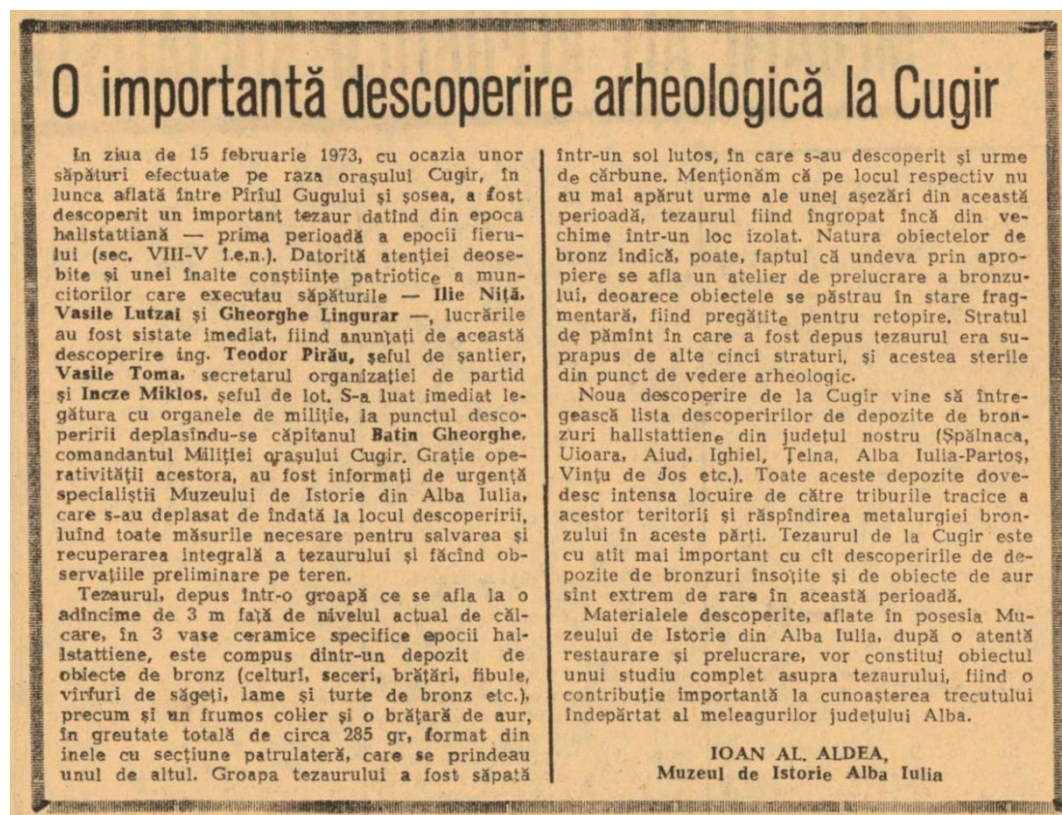 O importantă descoperire arheologică la Cugir
In ziua de 15 februarie 1973, cu ocazia unor
săpături efectuate pe raza orașului Cugir, în
lunca aflată între Pîrîul Gugului și șosea, a fost
descoperit un important tezaur datînd din epoca
hallstattiană — prima perioadă a epocii fieru-
lui (sec. VIII-V î.e.n.). Datorită atenției deose-
bite și unei înalte conștiințe patriotice a mun-
citorilor care executau săpăturile — Ilie Niță,
Vasile Lutzai și Gheorghe Lingurar —, lucrările
au fost sistate imediat, fiind anunțați de această
descoperire ing. Teodor Pirău, șeful de șantier,
Vasile Toma, secretarul organizației de partid
și Incze Miklos, șeful de lot. S-a luat imediat le-
gătura cu organele de miliție, la punctul desco-
peririi deplasîndu-se căpitanul Batin Gheorghe,
comandantul Miliției orașului Cugir. Grație ope-
rativității acestora, au fost informați de urgență
specialiștii Muzeului de Istorie din Alba Iulia,
care s-au deplasat de îndată la locul descoperirii,
luînd toate măsurile necesare pentru salvarea și
recuperarea integrală a tezaurului și făcînd ob-
servațiile preliminare pe teren.
Tezaurul, depus într-o groapă ce se afla la o
adîncime de 3 m față de nivelul actual de căl-
care, în 3 vase ceramice specifice epocii hal-
lstattiene, este compus dintr-un depozit de
obiecte de bronz (celturi, seceri, brățări, fibule,
vîrfuri de săgeți, lame și turte de bronz etc.),
precum și un frumos colier și o brățară de aur,
în greutate totală de circa 285 gr, format din
inele cu secțiune patrulateră, care se prindeau
unul de altul. Groapa tezaurului a fost săpată
într-un sol lutos, în care s-au descoperit și urme
de cărbune. Menționăm că pe locul respectiv nu
au mai apărut urme ale unei așezări din această
perioadă, tezaurul fiind îngropat încă din ve-
chime într-un loc izolat. Natura obiectelor de
bronz indică, poate, faptul că undeva prin apro-
piere se afla un atelier de prelucrare a bronzu-
lui, deoarece obiectele se păstrau în stare frag-
mentară, fiind pregătite pentru retopire. Stratul
de pămînt în care a fost depus tezaurul era su-
prapus de alte cinci straturi, și acestea sterile
din punct de vedere arheologic.
Noua descoperire de la Cugir vine să între-
gească lista descoperirilor de depozite de bron-
zuri hallstattiene din județul nostru (Șpălnaca,
Uioara, Aiud, Ighiel, Țelna, Alba Iulia-Partoș,
Vințu de Jos etc.). Toate aceste depozite dove-
desc intensa locuire de către triburile tracice a
acestor teritorii și răspîndirea metalurgiei bron-
zului în aceste părți. Tezaurul de la Cugir este
cu atît mai important cu cît descoperirile de de-
pozite de bronzuri însoțite și de obiecte de aur
sînt extrem de rare în această perioadă.
Materialele descoperite, aflate în posesia Mu-
zeului de Istorie din Alba Iulia, după o atentă
restaurare și prelucrare, vor constitui obiectul
unui studiu complet asupra tezaurului, fiind o
contribuție importantă la cunoașterea trecutului
îndepărtat al meleagurilor județului Alba.
IOAN AL. ALDEA,
Muzeul de Istorie Alba Iulia